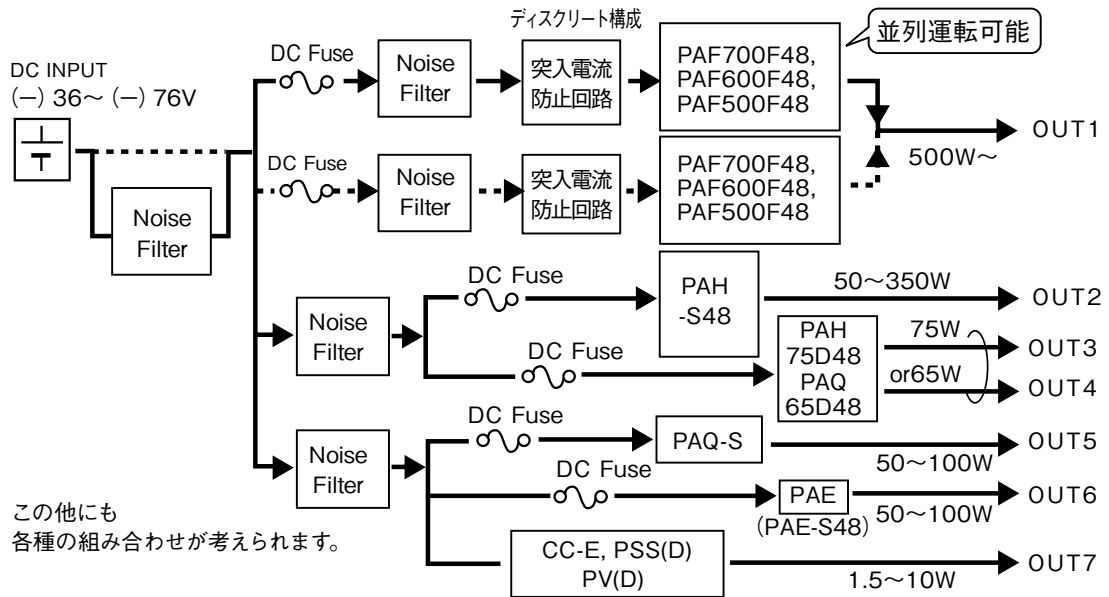 ディスクリート構成
並列運転可能
DC INPUT
(−) 36〜 (−) 76V
DC Fuse
Noise
Filter
突入電流
防止回路
PAF700F48,
PAF600F48,
PAF500F48
OUT1
500W〜
DC Fuse
Noise
Filter
突入電流
防止回路
PAF700F48,
PAF600F48,
PAF500F48
Noise
Filter
Noise
Filter
DC Fuse
PAH
-S48
50〜350W
OUT2
DC Fuse
PAH
75D48
PAQ
65D48
75W
OUT3
or65W
OUT4
Noise
Filter
DC Fuse
PAQ-S
50〜100W
OUT5
DC Fuse
PAE
(PAE-S48)
50〜100W
OUT6
CC-E, PSS(D)
PV(D)
1.5〜10W
OUT7
この他にも
各種の組み合わせが考えられます。